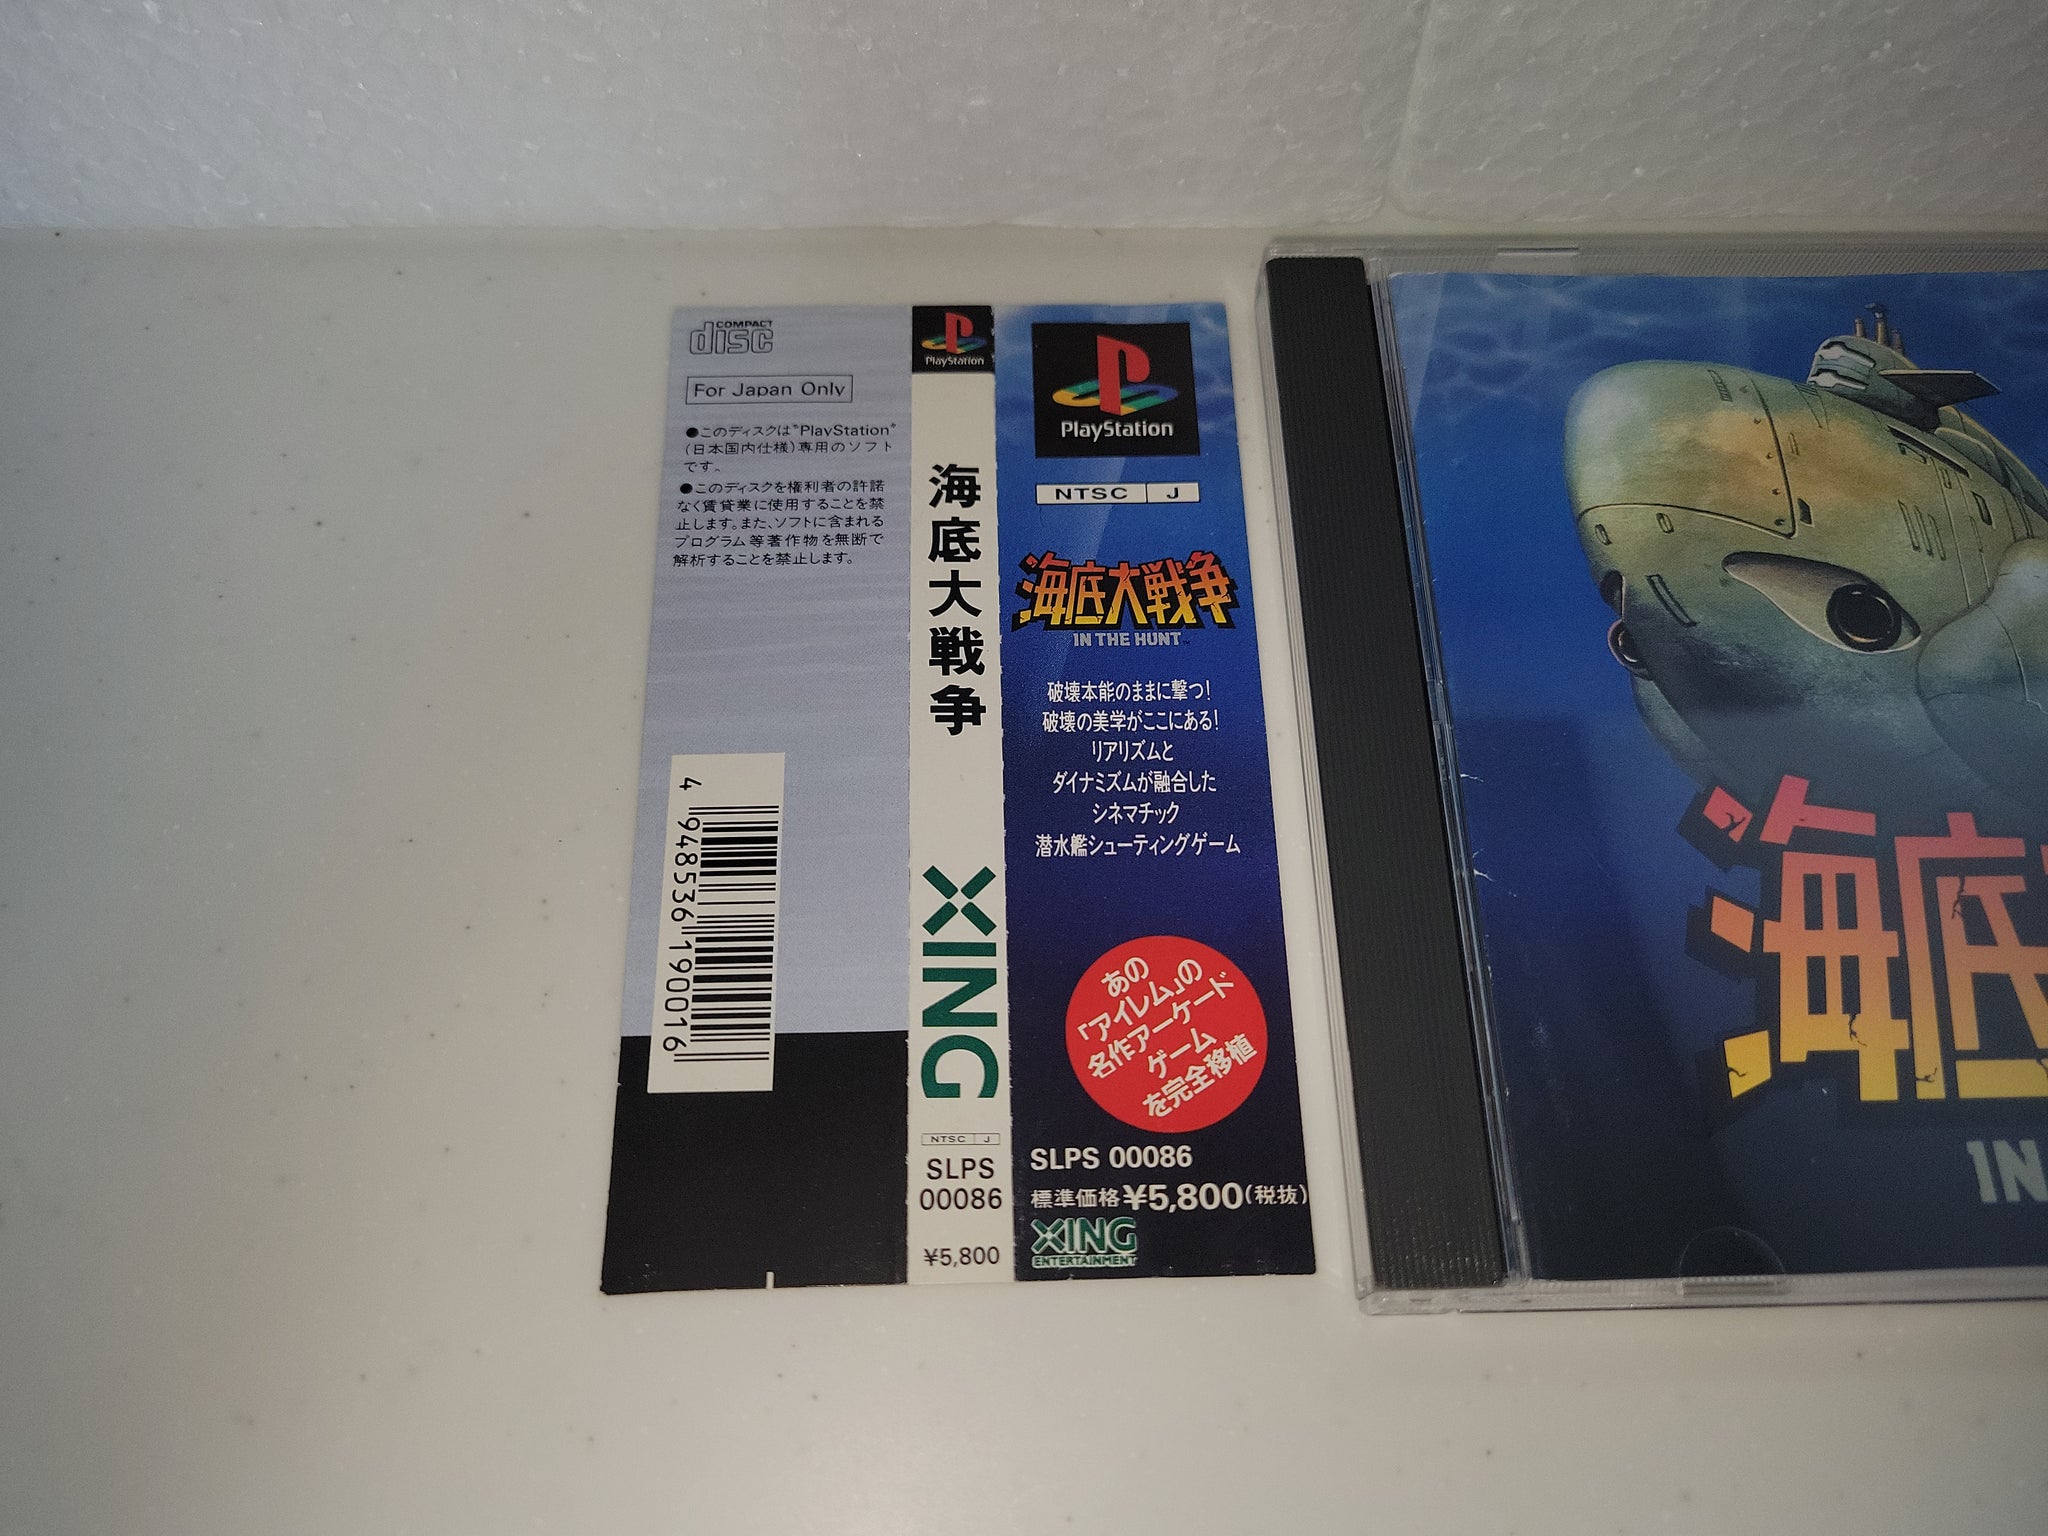 COMPACT
disc
For Japan Only
●このディスクは"PlayStation"
(日本国内仕様)専用のソフト
です。
●このディスクを権利者の許諾
なく賃貸業に使用することを禁
止します。また、ソフトに含まれる
プログラム等著作物を無断で
解析することを禁止します。
4 948536 190016
PlayStation
海底大戦争
XING
NTSC J
SLPS
00086
¥5,800
PlayStation
NTSC J
海底大戦争
IN THE HUNT
破壊本能のままに撃つ!
破壊の美学がここにある!
リアリズムと
ダイナミズムが融合した
シネマチック
潜水艦シューティングゲーム
あの
「アイレム」の
名作アーケード
ゲーム
を完全移植
SLPS 00086
標準価格¥5,800(税抜)
XING
ENTERTAINMENT
海底
IN